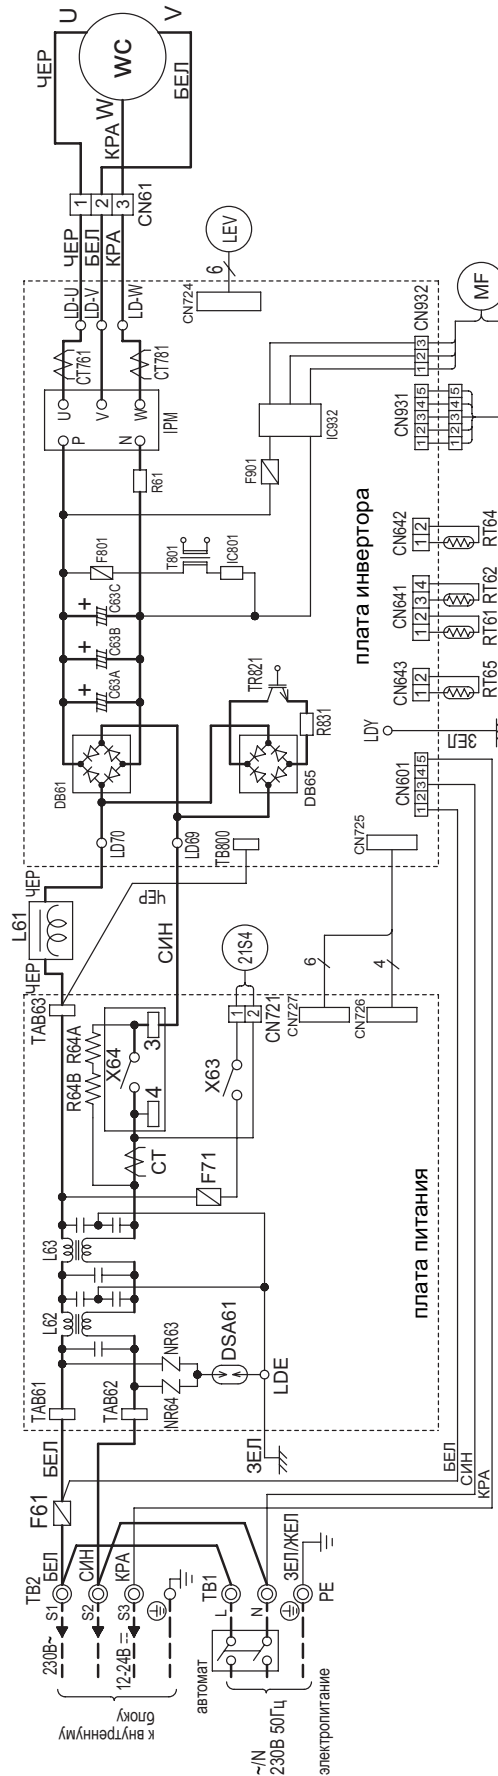 U
V
WC
W
ЧЕР
БЕЛ
КРА
1
2
3
CN61
ЧЕР
БЕЛ
КРА
LD-U
LD-V
LD-W
CT761
CT781
U
V
W
P
N
IPM
R61
LEV
6
CN724
MF
CN932
1 2 3
IC932
F901
CN931
1 2 3 4 5
1 2 3 4 5
F801
T801
IC801
+
C63C
+
C63B
+
C63A
плата инвертора
CN642
1 2
RT64
CN641
1 2 3 4
RT61
RT62
CN643
1 2
RT65
TR821
R831
DB61
DB65
LDY
ЗЕЛ
CN601
1 2 3 4 5
LD70
LD69
TB800
CN725
ЧЕР
L61
ЧЕР
ЧЕР
СИН
21S4
6
4
TAB63
R64A
R64B
X64
3
4
1
2
CN721
CN727
CN726
X63
CT
F71
L63
L62
плата питания
NR63
NR64
DSA61
LDE
TAB61
TAB62
ЗЕЛ
БЕЛ
F61
БЕЛ
СИН
КРА
БЕЛ
СИН
КРА
TB2
S1
S2
S3
230В~
12-24В
к внутреннуму
блоку
TB1
L
N
PE
ЗЕЛ/ЖЕЛ
автомат
~/N
230В 50Гц
электропитание